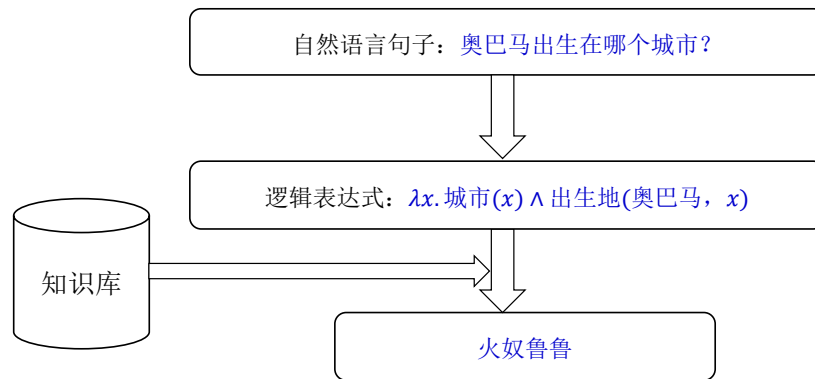 自然语言句子：奥巴马出生在哪个城市？
逻辑表达式：λx.城市(x)∧出生地(奥巴马，x)
知识库
火奴鲁鲁